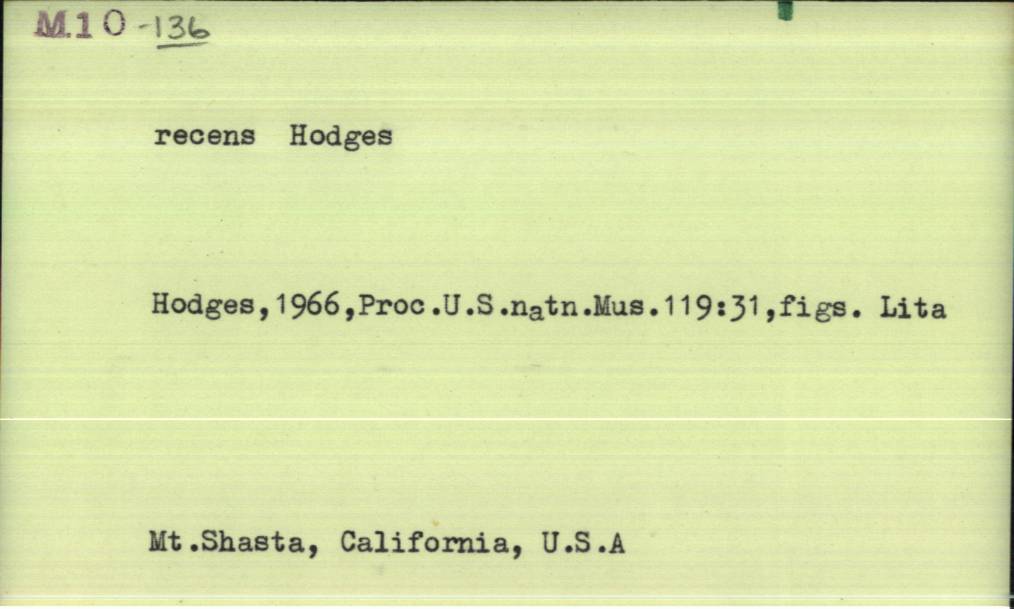 M.10-136
recens Hodges
Hodges,1966,Proc.U.S.natn.Mus.119:31,figs. Lita
Mt.Shasta, California, U.S.A